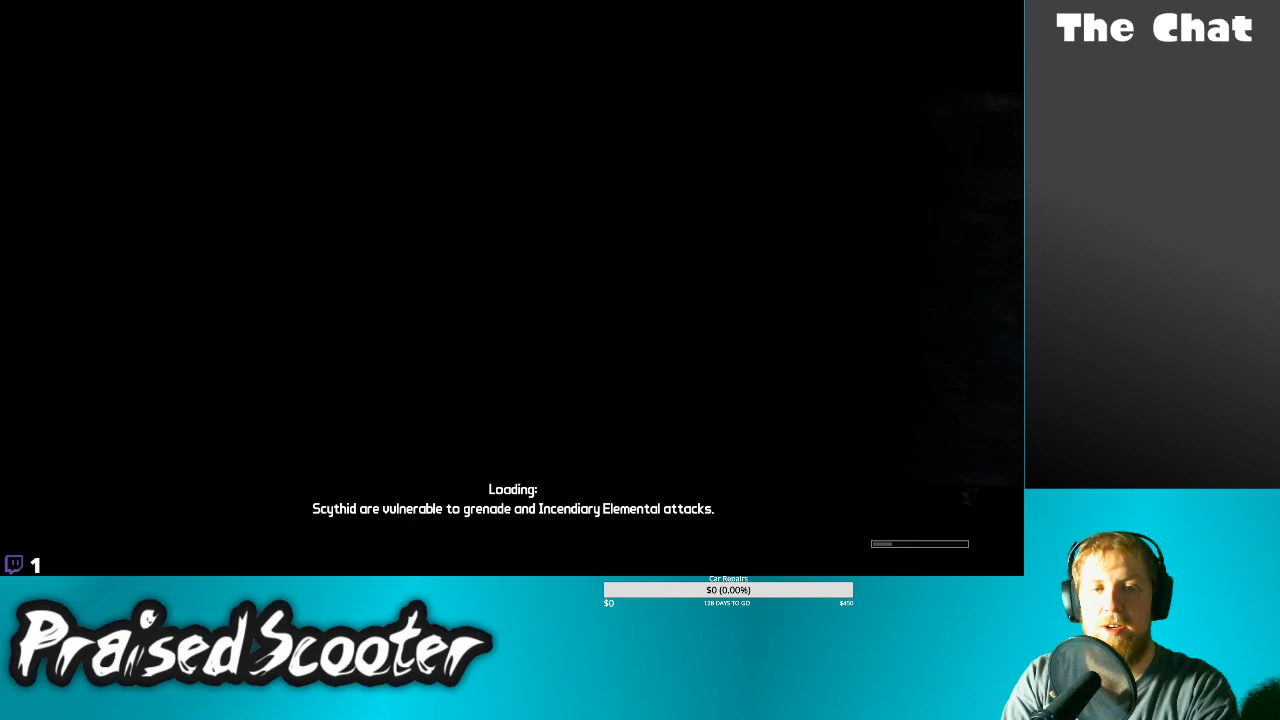 The Chat
Loading:
Scythid are vulnerable to grenade and Incendiary Elemental attacks.
1
Car Repairs
$0 (0.00%)
$0 128 DAYS TO GO $450
PraisedScooter